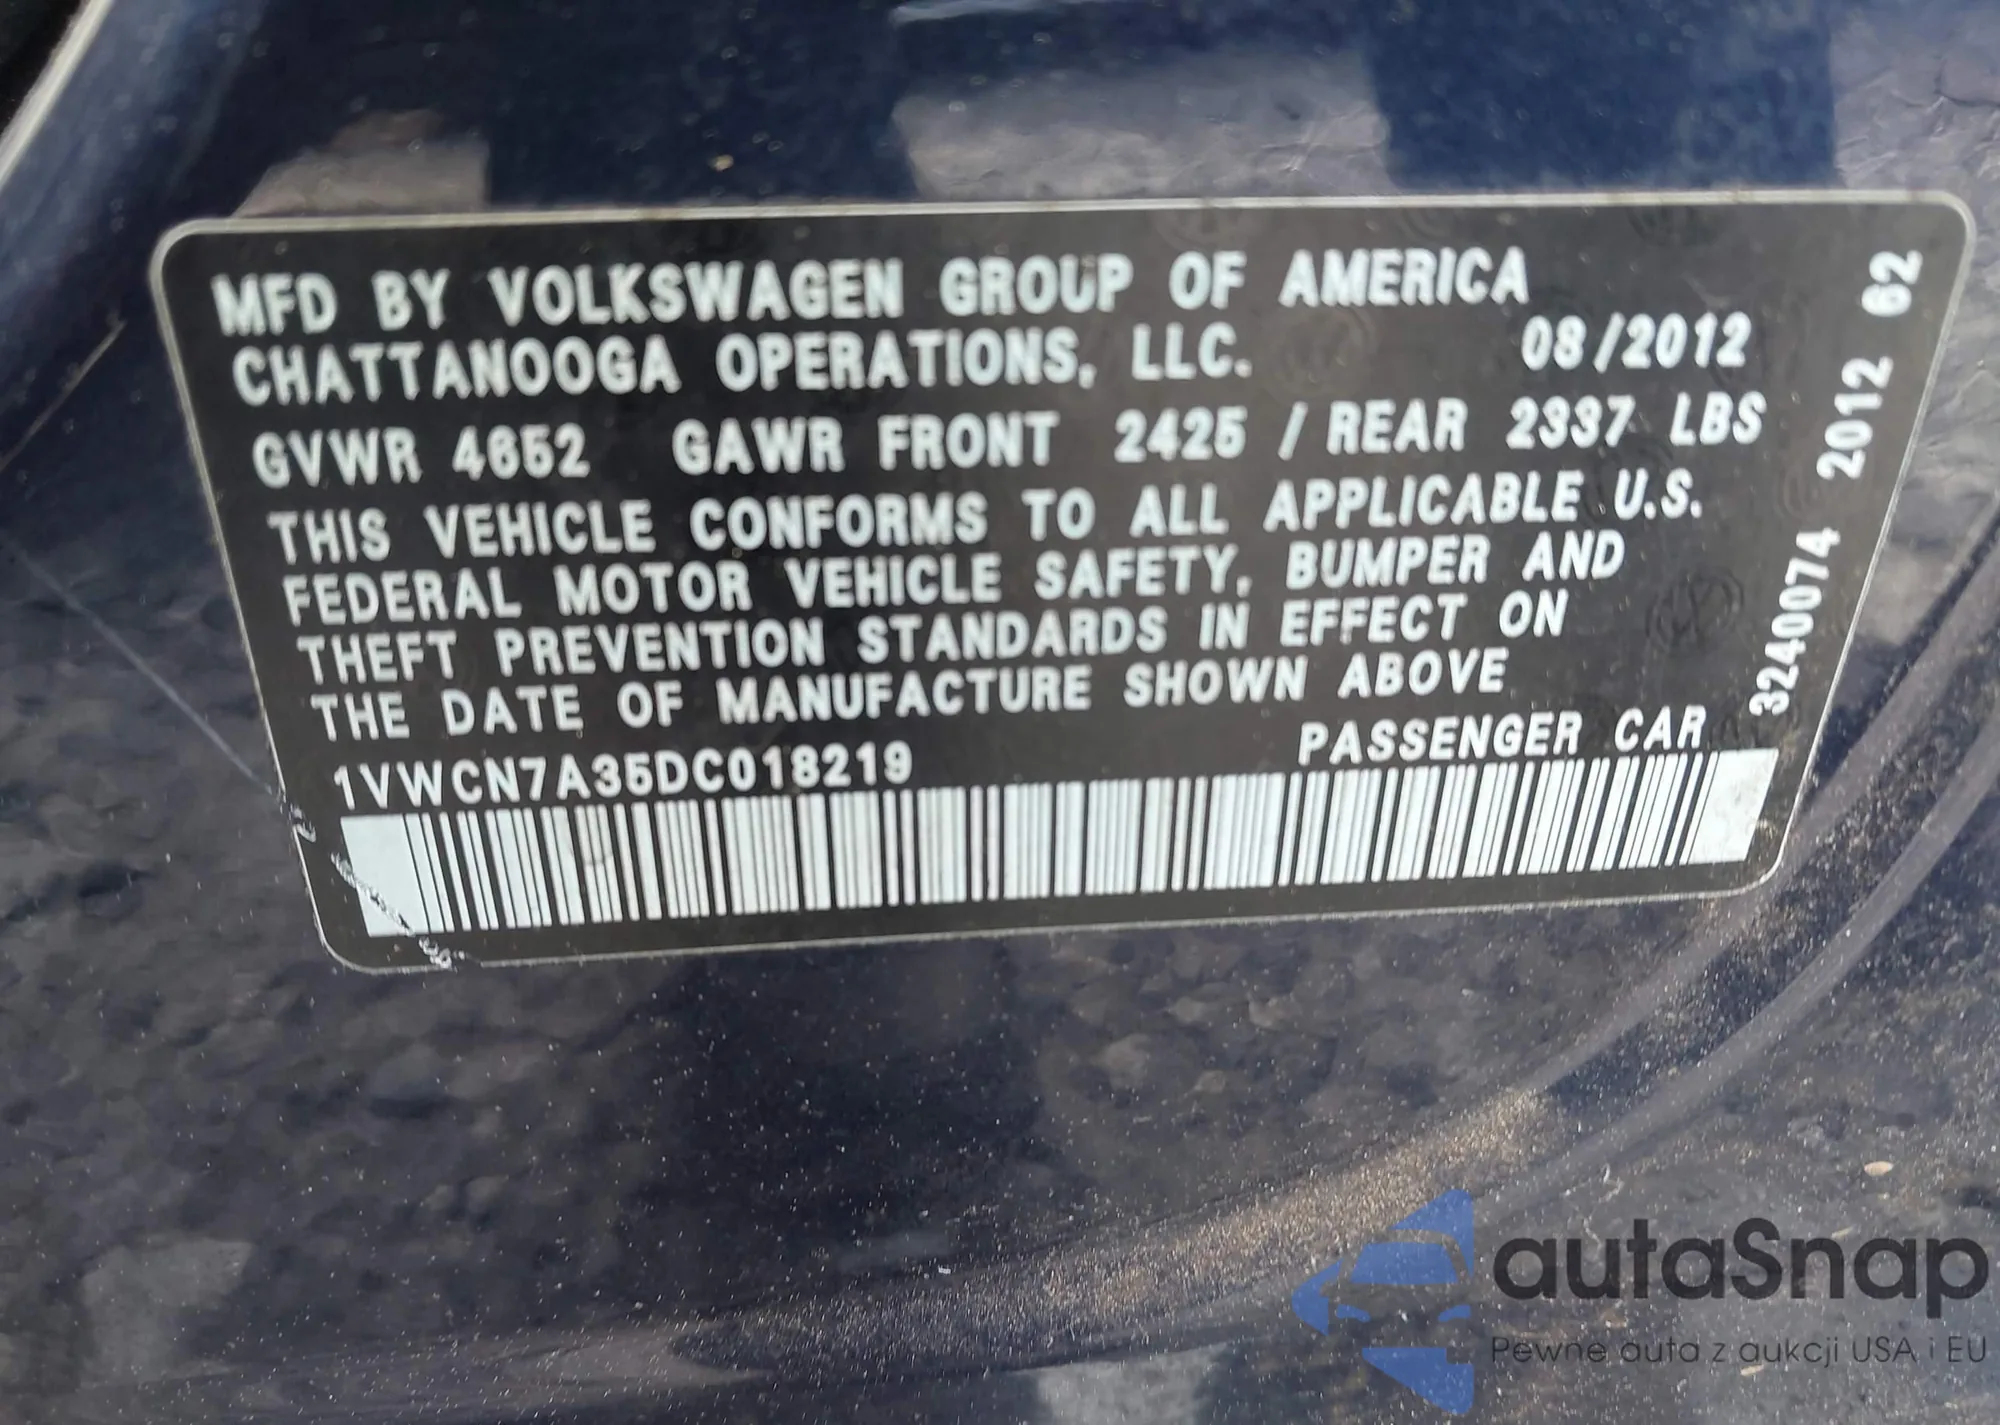 MFD BY VOLKSWAGEN GROUP OF AMERICA
CHATTANOOGA OPERATIONS, LLC. 08/2012
GVWR 4652 GAWR FRONT 2425 / REAR 2337 LBS
THIS VEHICLE CONFORMS TO ALL APPLICABLE U.S.
FEDERAL MOTOR VEHICLE SAFETY, BUMPER AND
THEFT PREVENTION STANDARDS IN EFFECT ON
THE DATE OF MANUFACTURE SHOWN ABOVE
1VWCN7A35DC018219 PASSENGER CAR
3240074 2012 62
autaSnap
Pewne auta z aukcji USA i EU